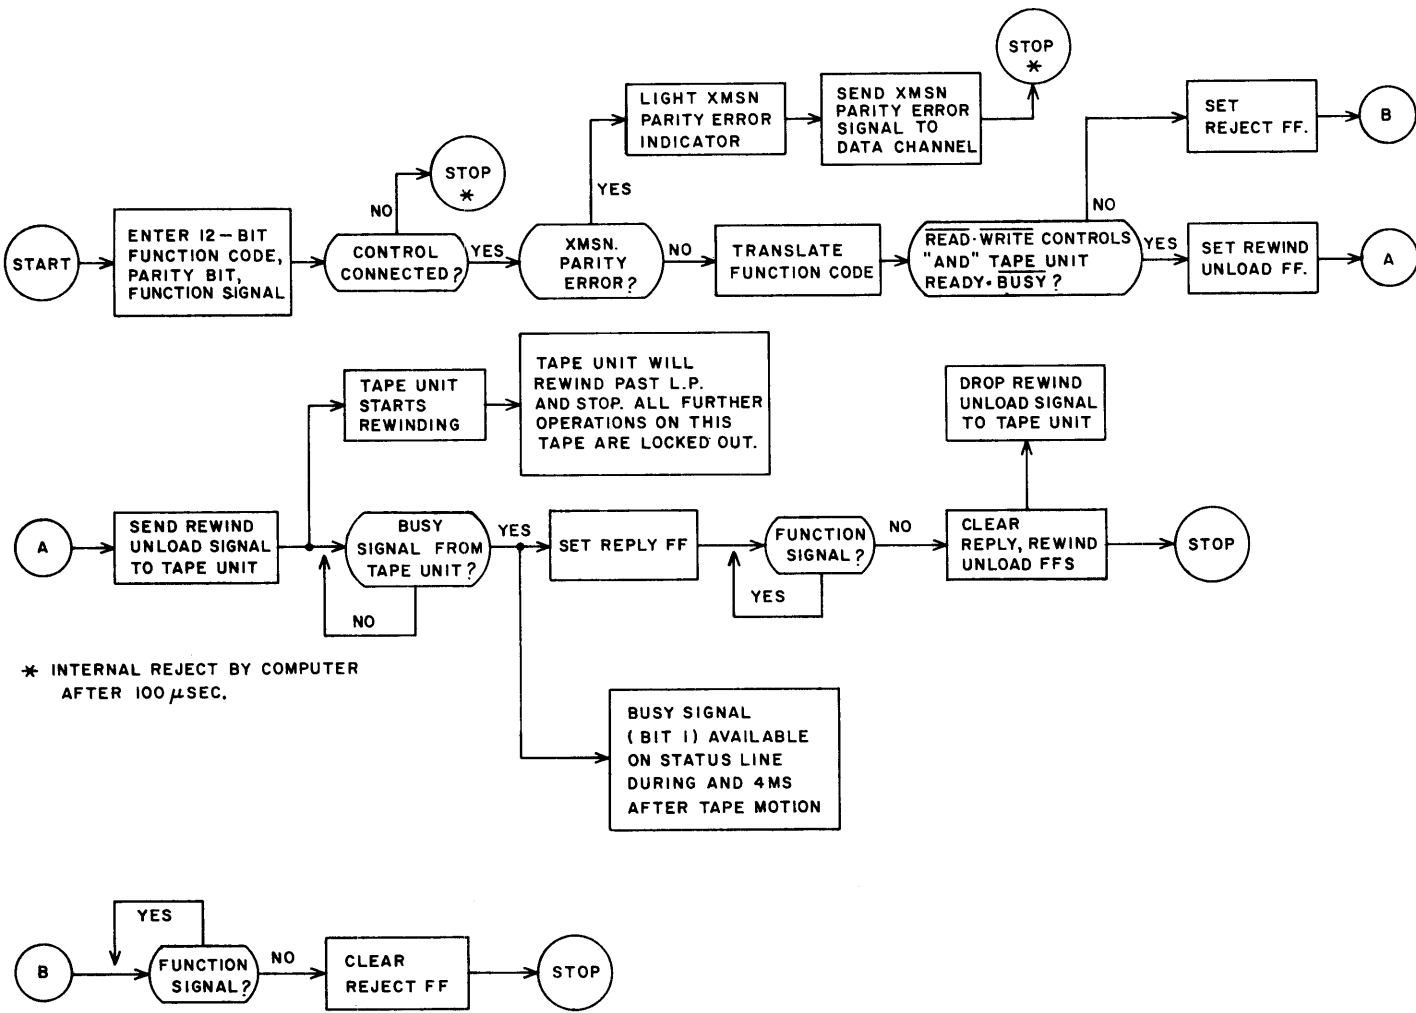 START
ENTER 12-BIT
FUNCTION CODE,
PARITY BIT,
FUNCTION SIGNAL
CONTROL
CONNECTED?
NO
STOP
*
YES
XMSN.
PARITY
ERROR?
YES
LIGHT XMSN
PARITY ERROR
INDICATOR
SEND XMSN
PARITY ERROR
SIGNAL TO
DATA CHANNEL
STOP
*
NO
TRANSLATE
FUNCTION CODE
READ·WRITE CONTROLS
"AND" TAPE UNIT
READY·BUSY?
NO
SET
REJECT FF.
B
YES
SET REWIND
UNLOAD FF.
A
A
SEND REWIND
UNLOAD SIGNAL
TO TAPE UNIT
TAPE UNIT
STARTS
REWINDING
TAPE UNIT WILL
REWIND PAST L.P.
AND STOP. ALL FURTHER
OPERATIONS ON THIS
TAPE ARE LOCKED OUT.
BUSY
SIGNAL FROM
TAPE UNIT?
NO
YES
SET REPLY FF
FUNCTION
SIGNAL?
YES
NO
CLEAR
REPLY, REWIND
UNLOAD FFS
DROP REWIND
UNLOAD SIGNAL
TO TAPE UNIT
STOP
BUSY SIGNAL
(BIT 1) AVAILABLE
ON STATUS LINE
DURING AND 4MS
AFTER TAPE MOTION
* INTERNAL REJECT BY COMPUTER
AFTER 100 μSEC.
B
YES
FUNCTION
SIGNAL?
NO
CLEAR
REJECT FF
STOP